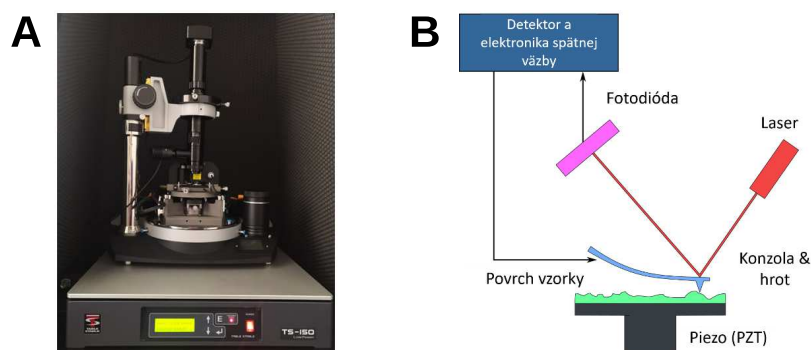 A
B
Detektor a
elektronika spätnej
väzby
Fotodióda
Laser
Konzola &
hrot
Povrch vzorky
Piezo (PZT)
E
TS-150